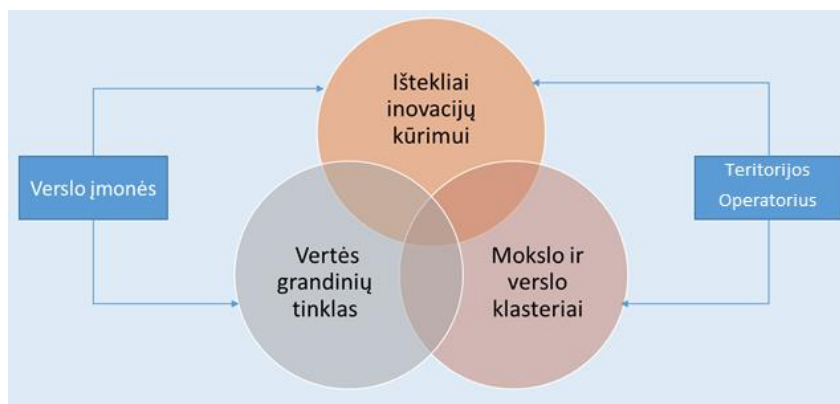 Ištekliai
inovacijų
kūrimui
Verslo įmonės
Teritorijos
Operatorius
Vertės
grandinių
tinklas
Mokslo ir
verslo
klasteriai